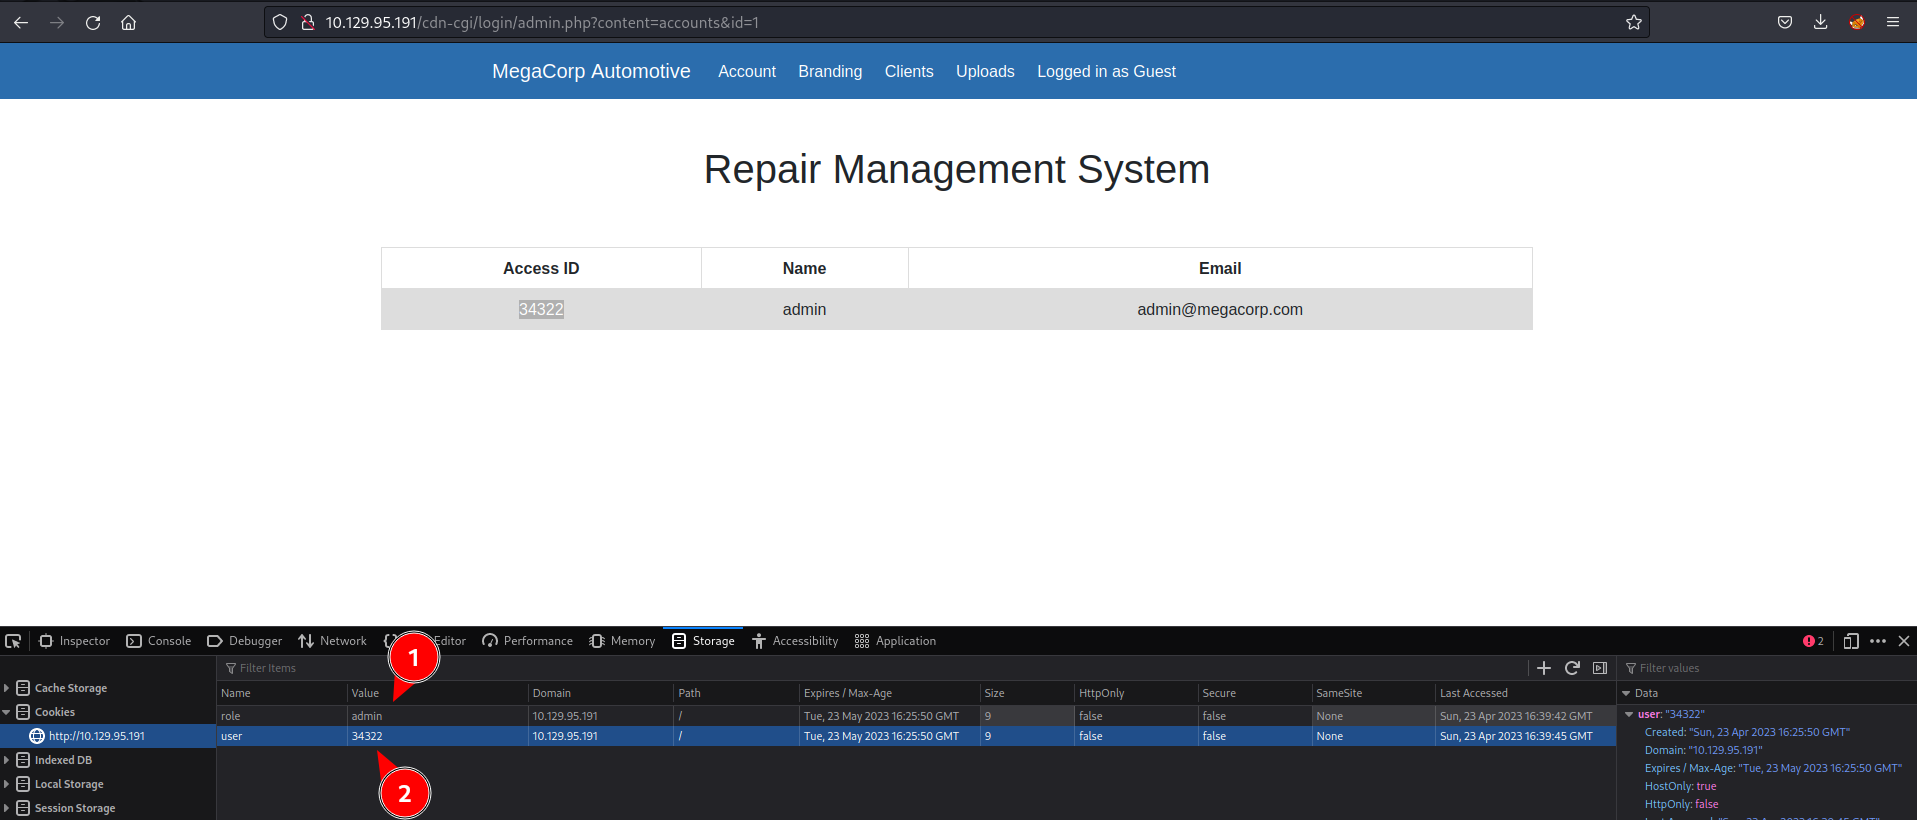 10.129.95.191/cdn-cgi/login/admin.php?content=accounts&id=1
MegaCorp Automotive Account Branding Clients Uploads Logged in as Guest
Repair Management System
Access ID Name Email
34322 admin admin@megacorp.com
Inspector Console Debugger Network Editor Performance Memory Storage Accessibility Application 2
1
Filter Items Filter values
Cache Storage
Cookies
http://10.129.95.191
Indexed DB
Local Storage
Session Storage
Name Value Domain Path Expires / Max-Age Size HttpOnly Secure SameSite Last Accessed
role admin 10.129.95.191 / Tue, 23 May 2023 16:25:50 GMT 9 false false None Sun, 23 Apr 2023 16:39:42 GMT
user 34322 10.129.95.191 / Tue, 23 May 2023 16:25:50 GMT 9 false false None Sun, 23 Apr 2023 16:39:45 GMT
2
Data
user: "34322"
Created: "Sun, 23 Apr 2023 16:25:50 GMT"
Domain: "10.129.95.191"
Expires / Max-Age: "Tue, 23 May 2023 16:25:50 GMT"
HostOnly: true
HttpOnly: false